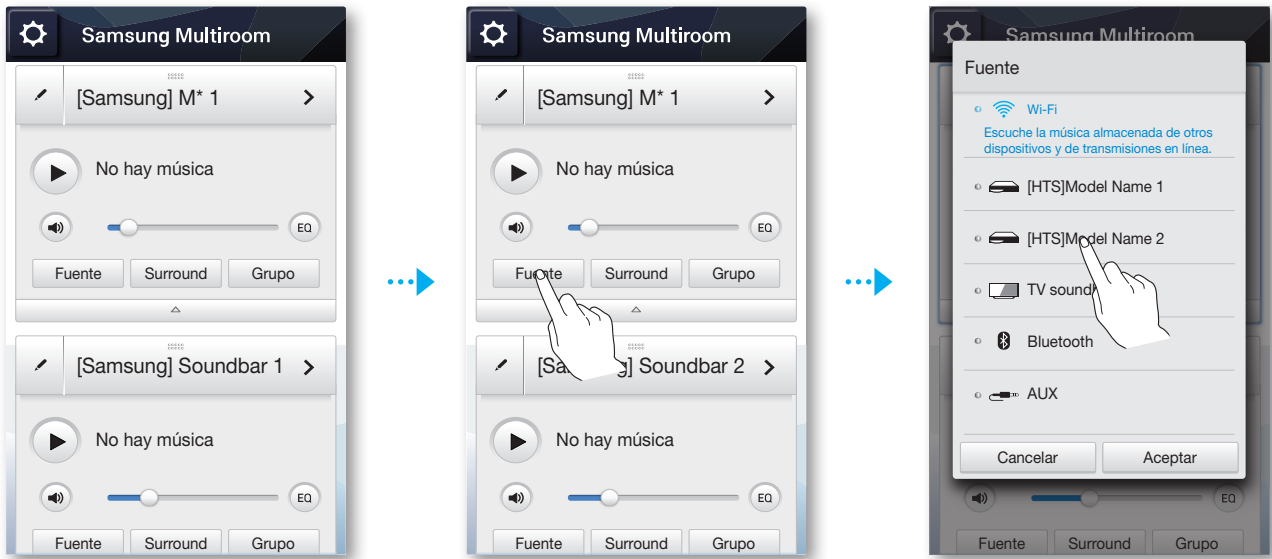 Samsung Multiroom
[Samsung] M* 1
No hay música
EQ
Fuente Surround Grupo
[Samsung] Soundbar 1
No hay música
EQ
Fuente Surround Grupo
Samsung Multiroom
[Samsung] M* 1
No hay música
EQ
Fuente Surround Grupo
Soundbar 2
No hay música
EQ
Fuente Surround Grupo
Samsung Multiroom
Fuente
Wi-Fi
Escuche la música almacenada de otros
dispositivos y de transmisiones en línea.
[HTS]Model Name 1
[HTS]Model Name 2
TV
Bluetooth
AUX
Cancelar Aceptar
EQ
Fuente Surround Grupo